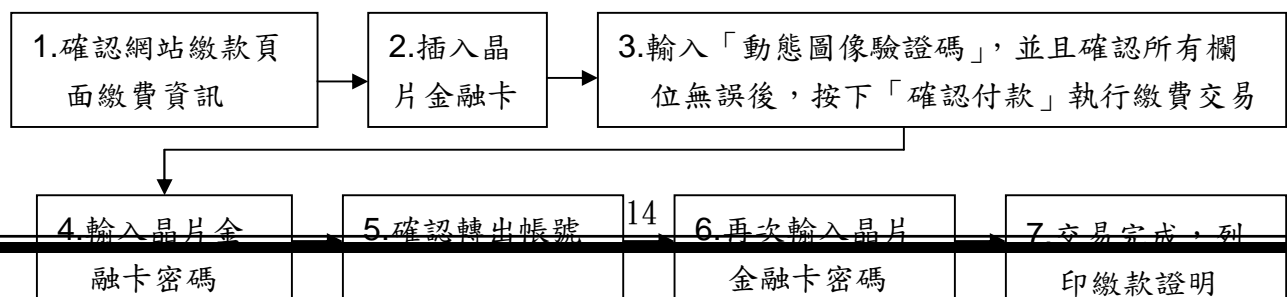 1.確認網站繳款頁
面繳費資訊
2.插入晶
片金融卡
3.輸入「動態圖像驗證碼」，並且確認所有欄
位無誤後，按下「確認付款」執行繳費交易
4.輸入晶片金
融卡密碼
5.確認轉出帳號
14
6.再次輸入晶片
金融卡密碼
7.交易完成，列
印繳款證明